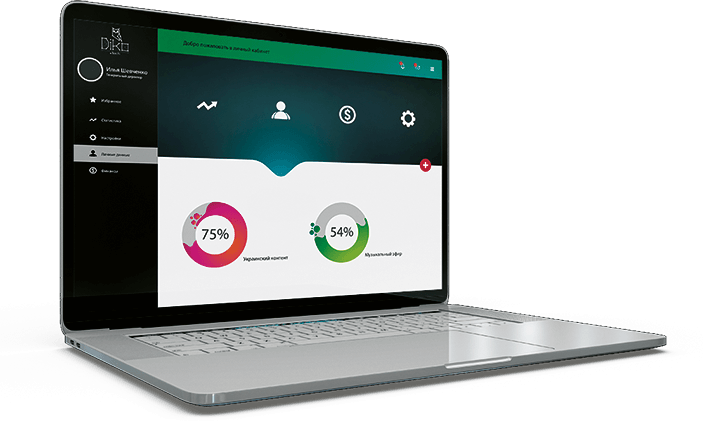 Dika
Добро пожаловать в личный кабинет
Илья Шевченко
Генеральный директор
Избранное
Статистика
Настройки
Личные данные
Финансы
75%
Украинский контент
54%
Музыкальный эфир